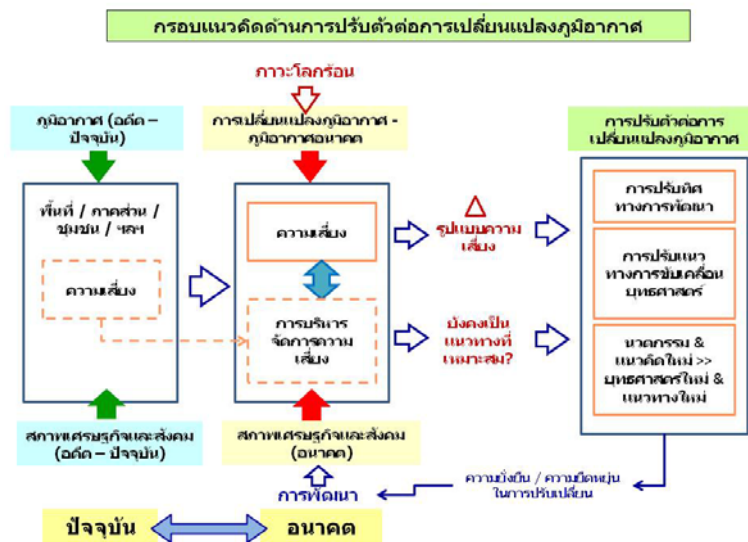 กรอบแนวคิดด้านการปรับตัวต่อการเปลี่ยนแปลงภูมิอากาศ
ภาวะโลกร้อน
ภูมิอากาศ (อดีต –
ปัจจุบัน)
การเปลี่ยนแปลงภูมิอากาศ -
ภูมิอากาศอนาคต
การปรับตัวต่อการ
เปลี่ยนแปลงภูมิอากาศ
พื้นที่ / ภาคส่วน /
ชุมชน / ฯลฯ
ความเสี่ยง
ความเสี่ยง
การบริหาร
จัดการความ
เสี่ยง
Δ
รูปแบบความ
เสี่ยง
ยังคงเป็น
แนวทางที่
เหมาะสม?
การปรับทิศ
ทางการพัฒนา
การปรับแนว
ทางการขับเคลื่อน
ยุทธศาสตร์
นวตกรรม &
แนวคิดใหม่ >>
ยุทธศาสตร์ใหม่ &
แนวทางใหม่
สภาพเศรษฐกิจและสังคม
(อดีต – ปัจจุบัน)
สภาพเศรษฐกิจและสังคม
(อนาคต)
การพัฒนา
ความยั่งยืน / ความยืดหยุ่น
ในการปรับเปลี่ยน
ปัจจุบัน
อนาคต